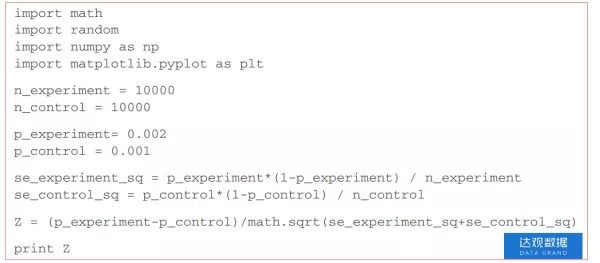 import math
import random
import numpy as np
import matplotlib.pyplot as plt
n_experiment = 10000
n_control = 10000
p_experiment= 0.002
p_control = 0.001
se_experiment_sq = p_experiment*(1-p_experiment) / n_experiment
se_control_sq = p_control*(1-p_control) / n_control
Z = (p_experiment-p_control)/math.sqrt(se_experiment_sq+se_control_sq)
print Z
达观数据
DATA GRAND